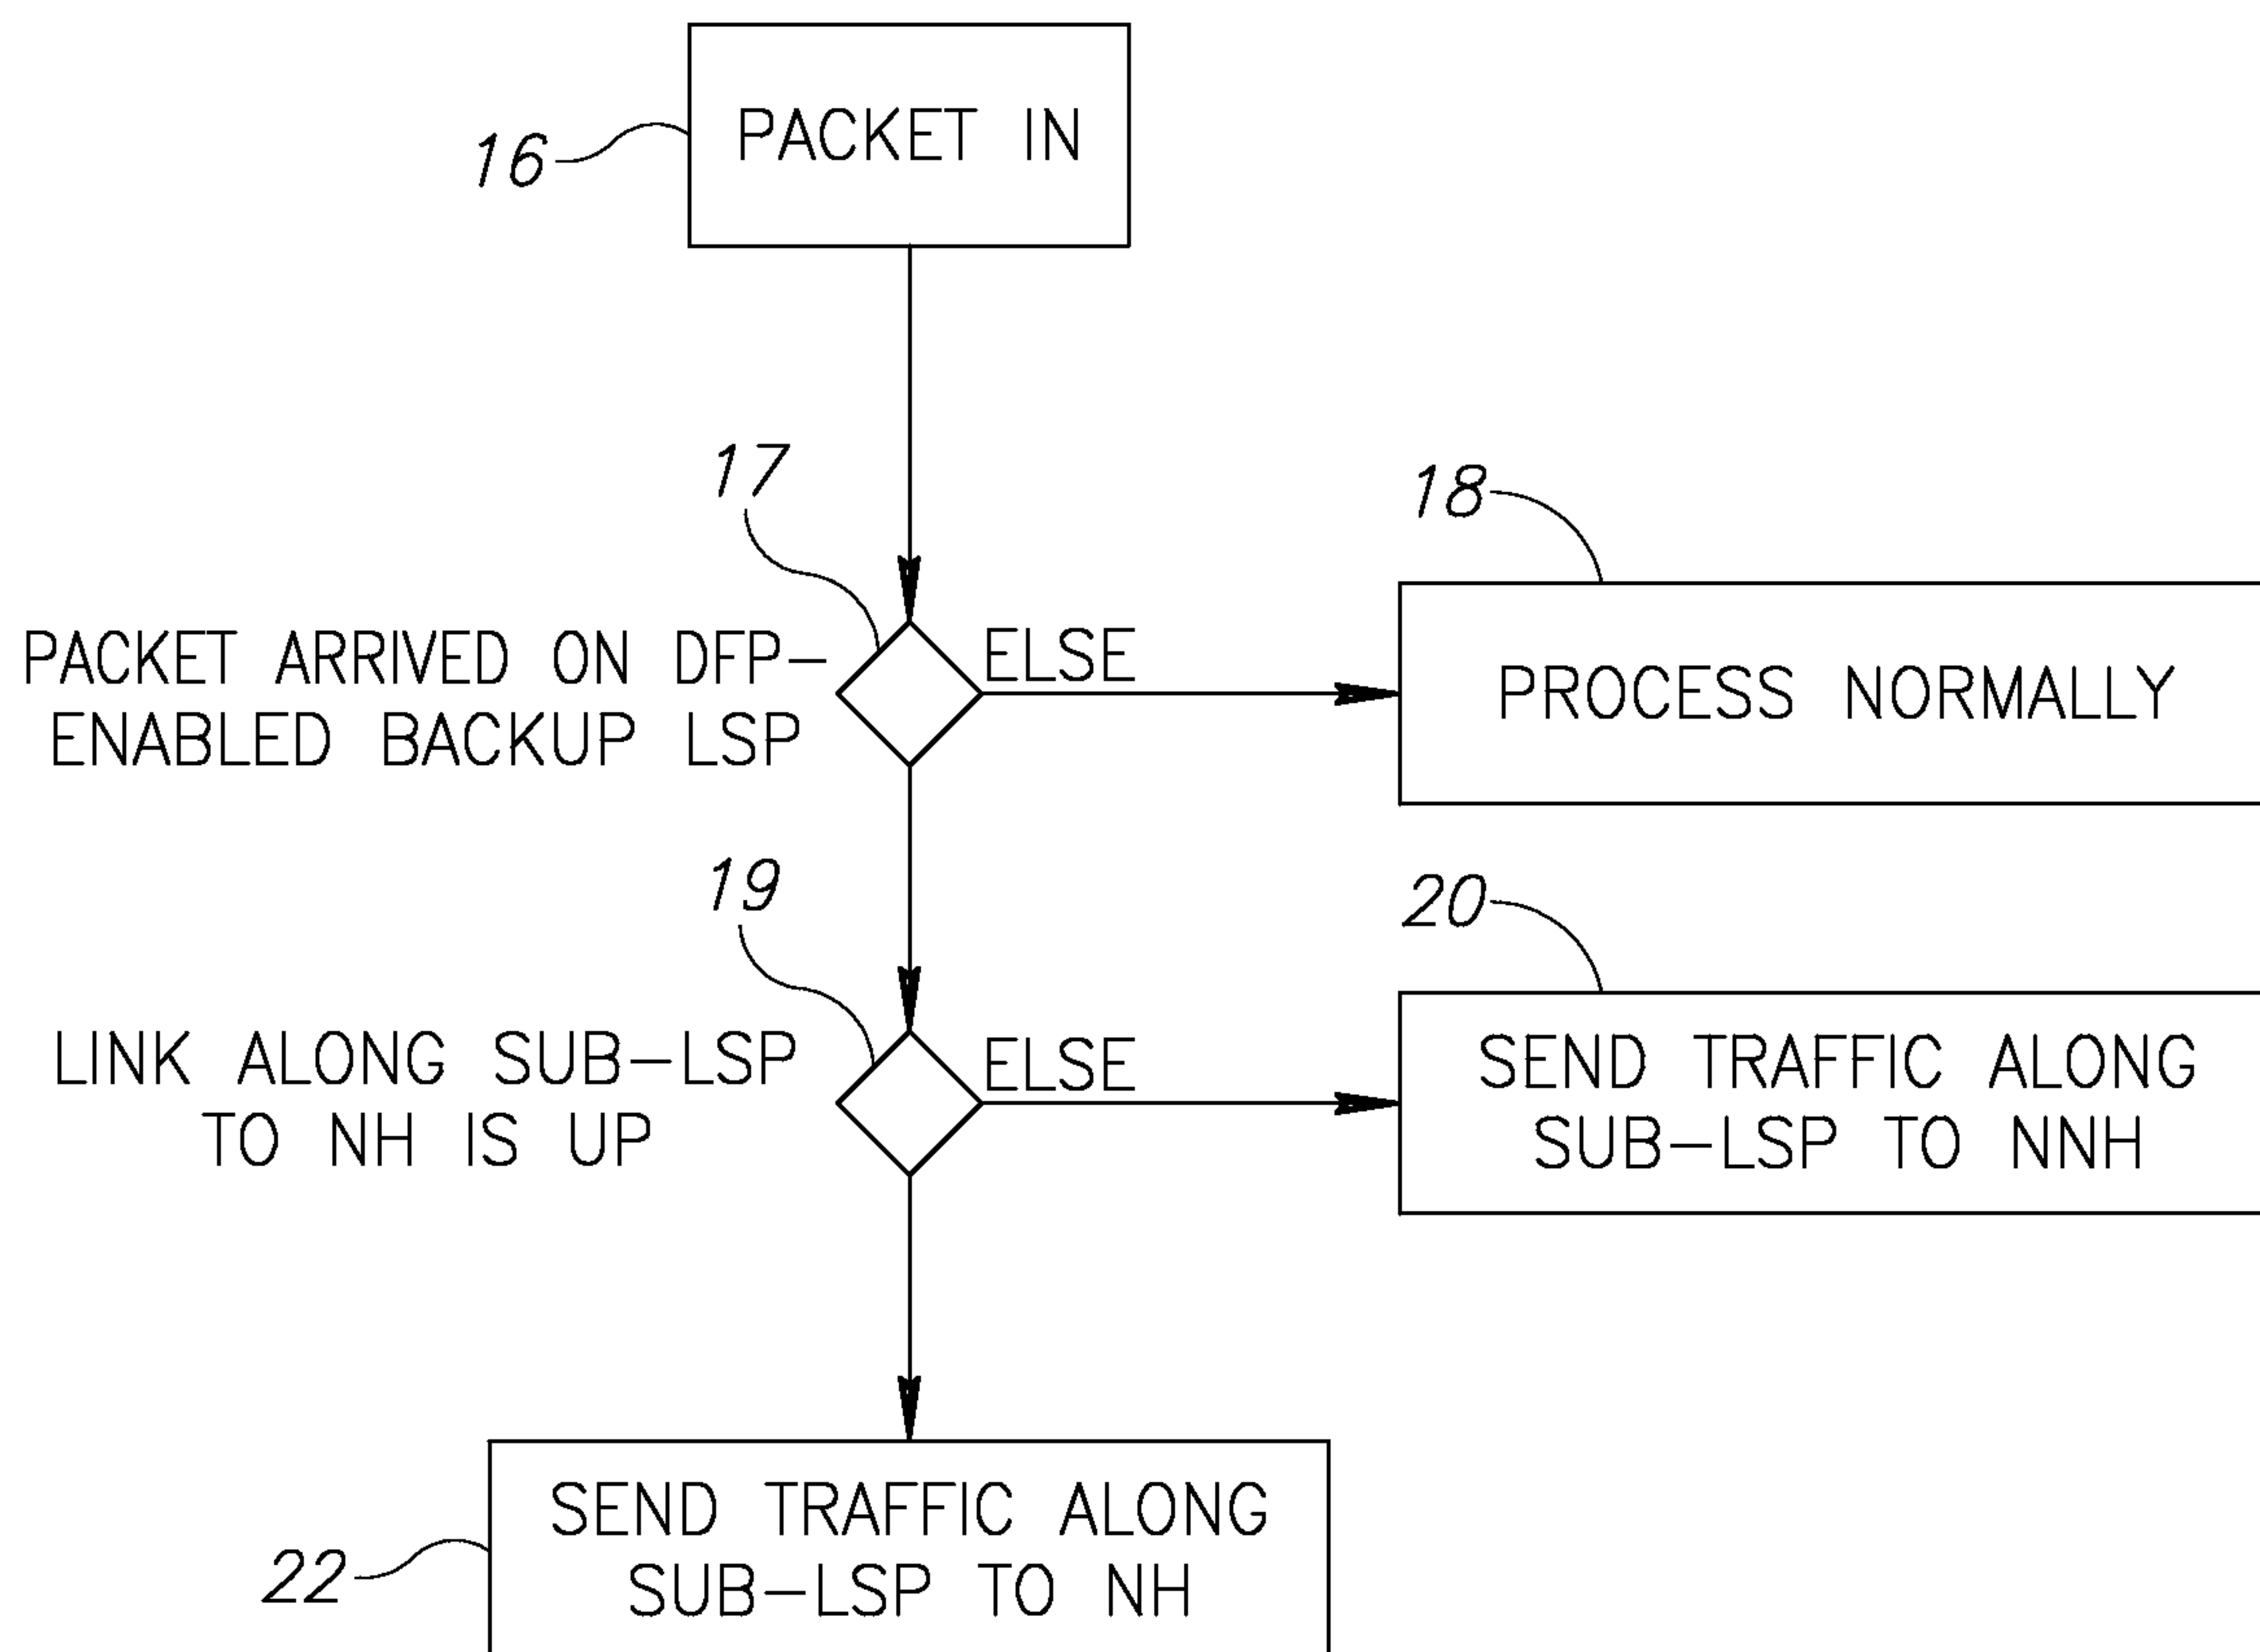 16
PACKET IN
17
PACKET ARRIVED ON DFP-
ENABLED BACKUP LSP
ELSE
18
PROCESS NORMALLY
19
LINK ALONG SUB-LSP
TO NH IS UP
ELSE
20
SEND TRAFFIC ALONG
SUB-LSP TO NNH
22
SEND TRAFFIC ALONG
SUB-LSP TO NH